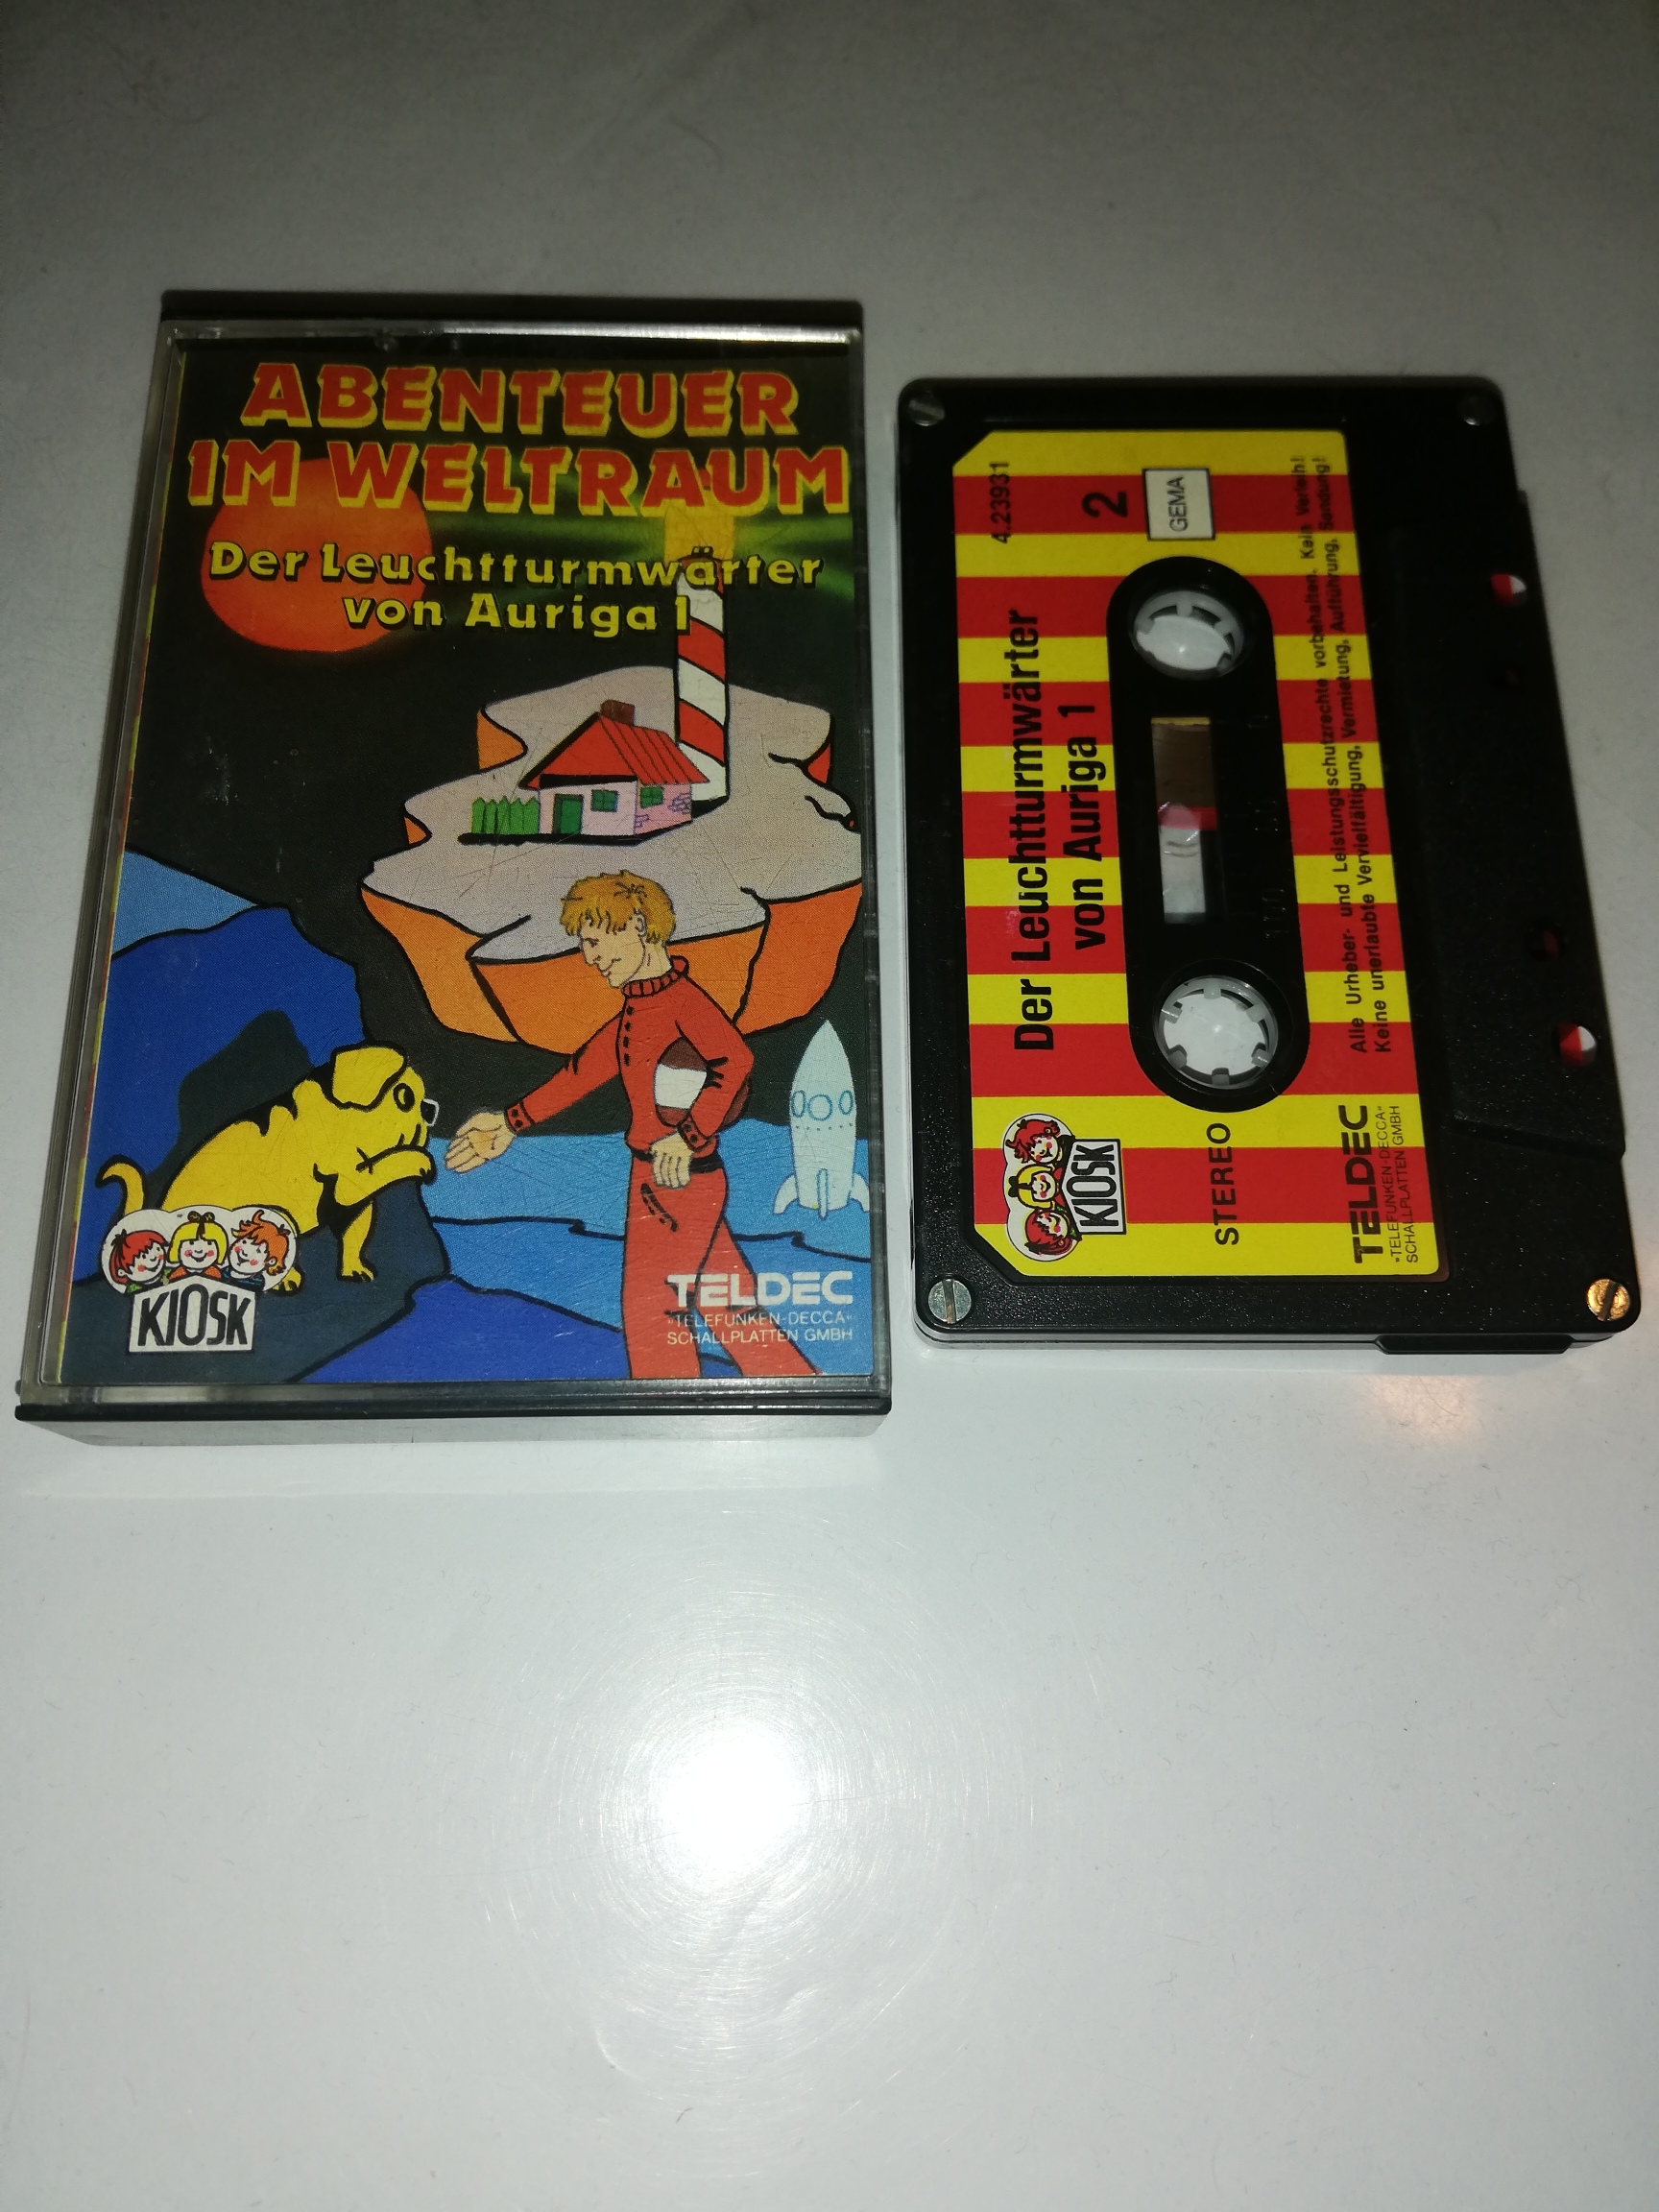 ABENTEUER
IM WELTRAUM
Der Leuchtturmwärter
von Auriga 1
KIOSK
TELDEC
»TELEFUNKEN-DECCA«
SCHALLPLATTEN GMBH
4.23931
2
GEMA
Der Leuchtturmwärter
von Auriga 1
KIOSK
STEREO
Alle Urheber- und Leistungsschutzrechte vorbehalten. Kein Verleih!
Keine unerlaubte Vervielfältigung, Vermietung, Aufführung, Sendung!
TELDEC
»TELEFUNKEN-DECCA«
SCHALLPLATTEN GMBH